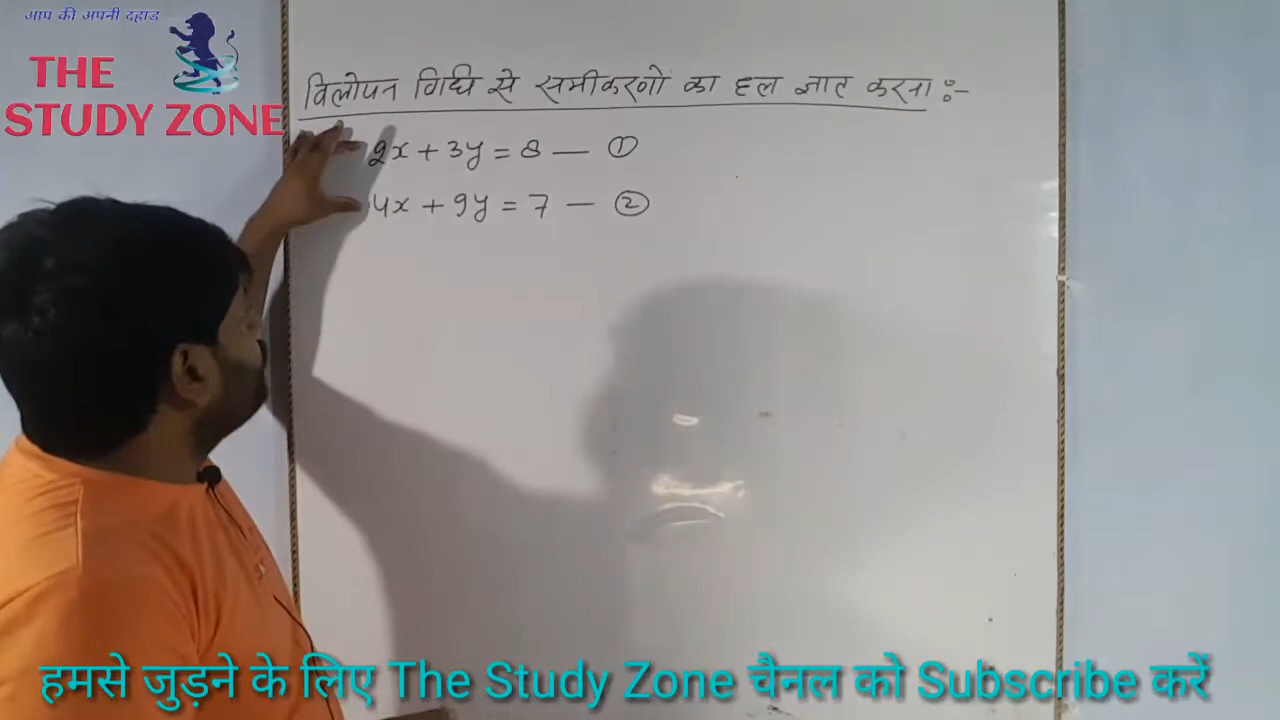 आप की अपनी दहाड
THE
STUDY ZONE
विलोपन विधि से समीकरणों का हल ज्ञात करना :-
2x + 3y = 8 — ①
4x + 9y = 7 — ②
हमसे जुड़ने के लिए The Study Zone चैनल को Subscribe करें